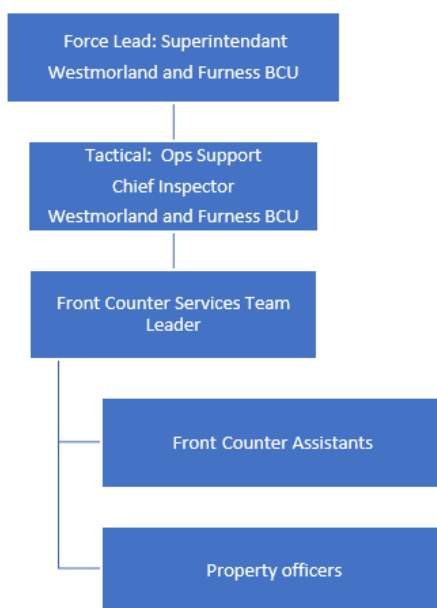 Force Lead: Superintendant
Westmorland and Furness BCU
Tactical: Ops Support
Chief Inspector
Westmorland and Furness BCU
Front Counter Services Team
Leader
Front Counter Assistants
Property officers